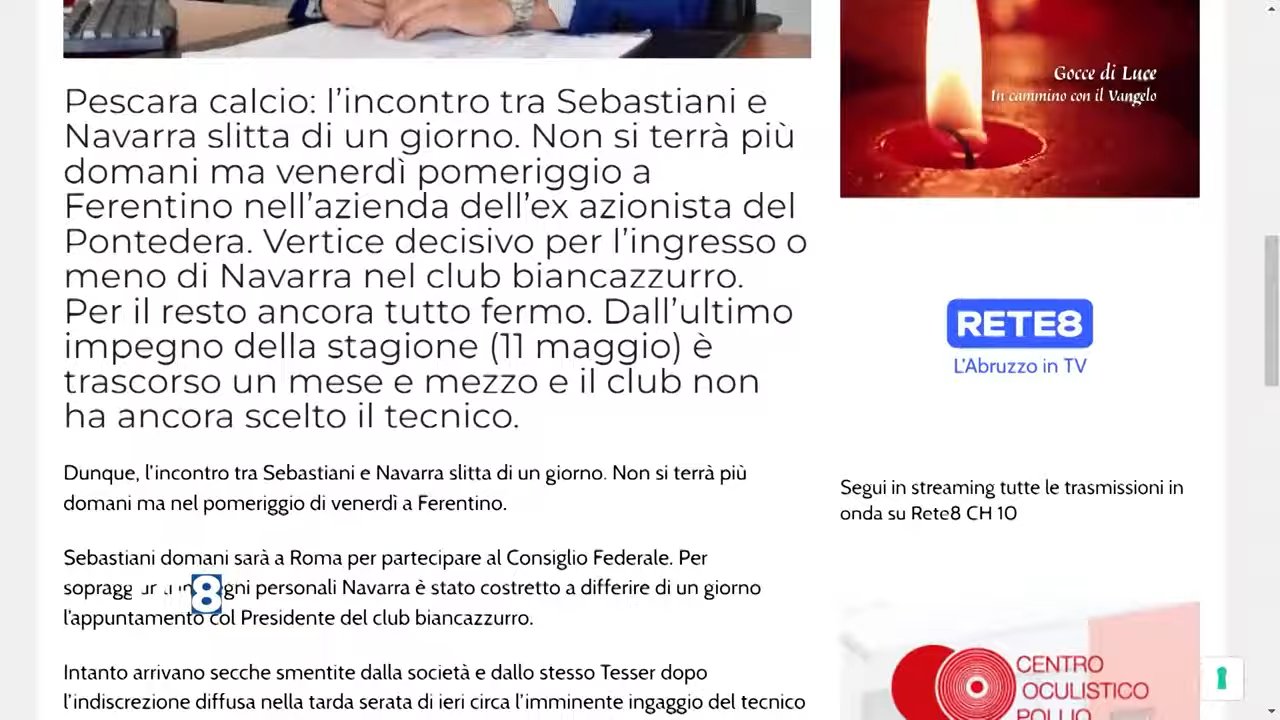 Pescara calcio: l’incontro tra Sebastiani e
Navarra slitta di un giorno. Non si terrà più
domani ma venerdì pomeriggio a
Ferentino nell’azienda dell’ex azionista del
Pontedera. Vertice decisivo per l’ingresso o
meno di Navarra nel club biancazzurro.
Per il resto ancora tutto fermo. Dall’ultimo
impegno della stagione (11 maggio) è
trascorso un mese e mezzo e il club non
ha ancora scelto il tecnico.
Dunque, l’incontro tra Sebastiani e Navarra slitta di un giorno. Non si terrà più
domani ma nel pomeriggio di venerdì a Ferentino.
Sebastiani domani sarà a Roma per partecipare al Consiglio Federale. Per
personali Navarra è stato costretto a differire di un giorno
l’appuntamento col Presidente del club biancazzurro.
Intanto arrivano secche smentite dalla società e dallo stesso Tesser dopo
l’indiscrezione diffusa nella tarda serata di ieri circa l’imminente ingaggio del tecnico
8
Gocce di Luce
In cammino con il Vangelo
RETE8
L’Abruzzo in TV
Segui in streaming tutte le trasmissioni in
onda su Rete8 CH 10
CENTRO
OCULISTICO
POLLIO